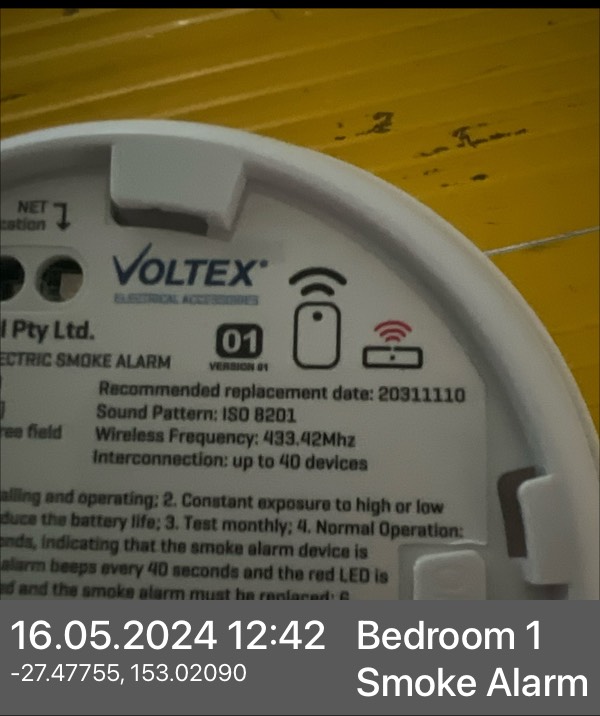 NET
cation
VOLTEX
ELECTRICAL ACCESSORIES
l Pty Ltd.
01
VERSION 01
ECTRIC SMOKE ALARM
Recommended replacement date: 20311110
Sound Pattern: ISO 8201
ree field
Wireless Frequency: 433.42Mhz
Interconnection: up to 40 devices
alling and operating; 2. Constant exposure to high or low
duce the battery life; 3. Test monthly; 4. Normal Operation:
onds, indicating that the smoke alarm device is
alarm beeps every 40 seconds and the red LED is
ed and the smoke alarm must be replaced; 6
16.05.2024 12:42
-27.47755, 153.02090
Bedroom 1
Smoke Alarm